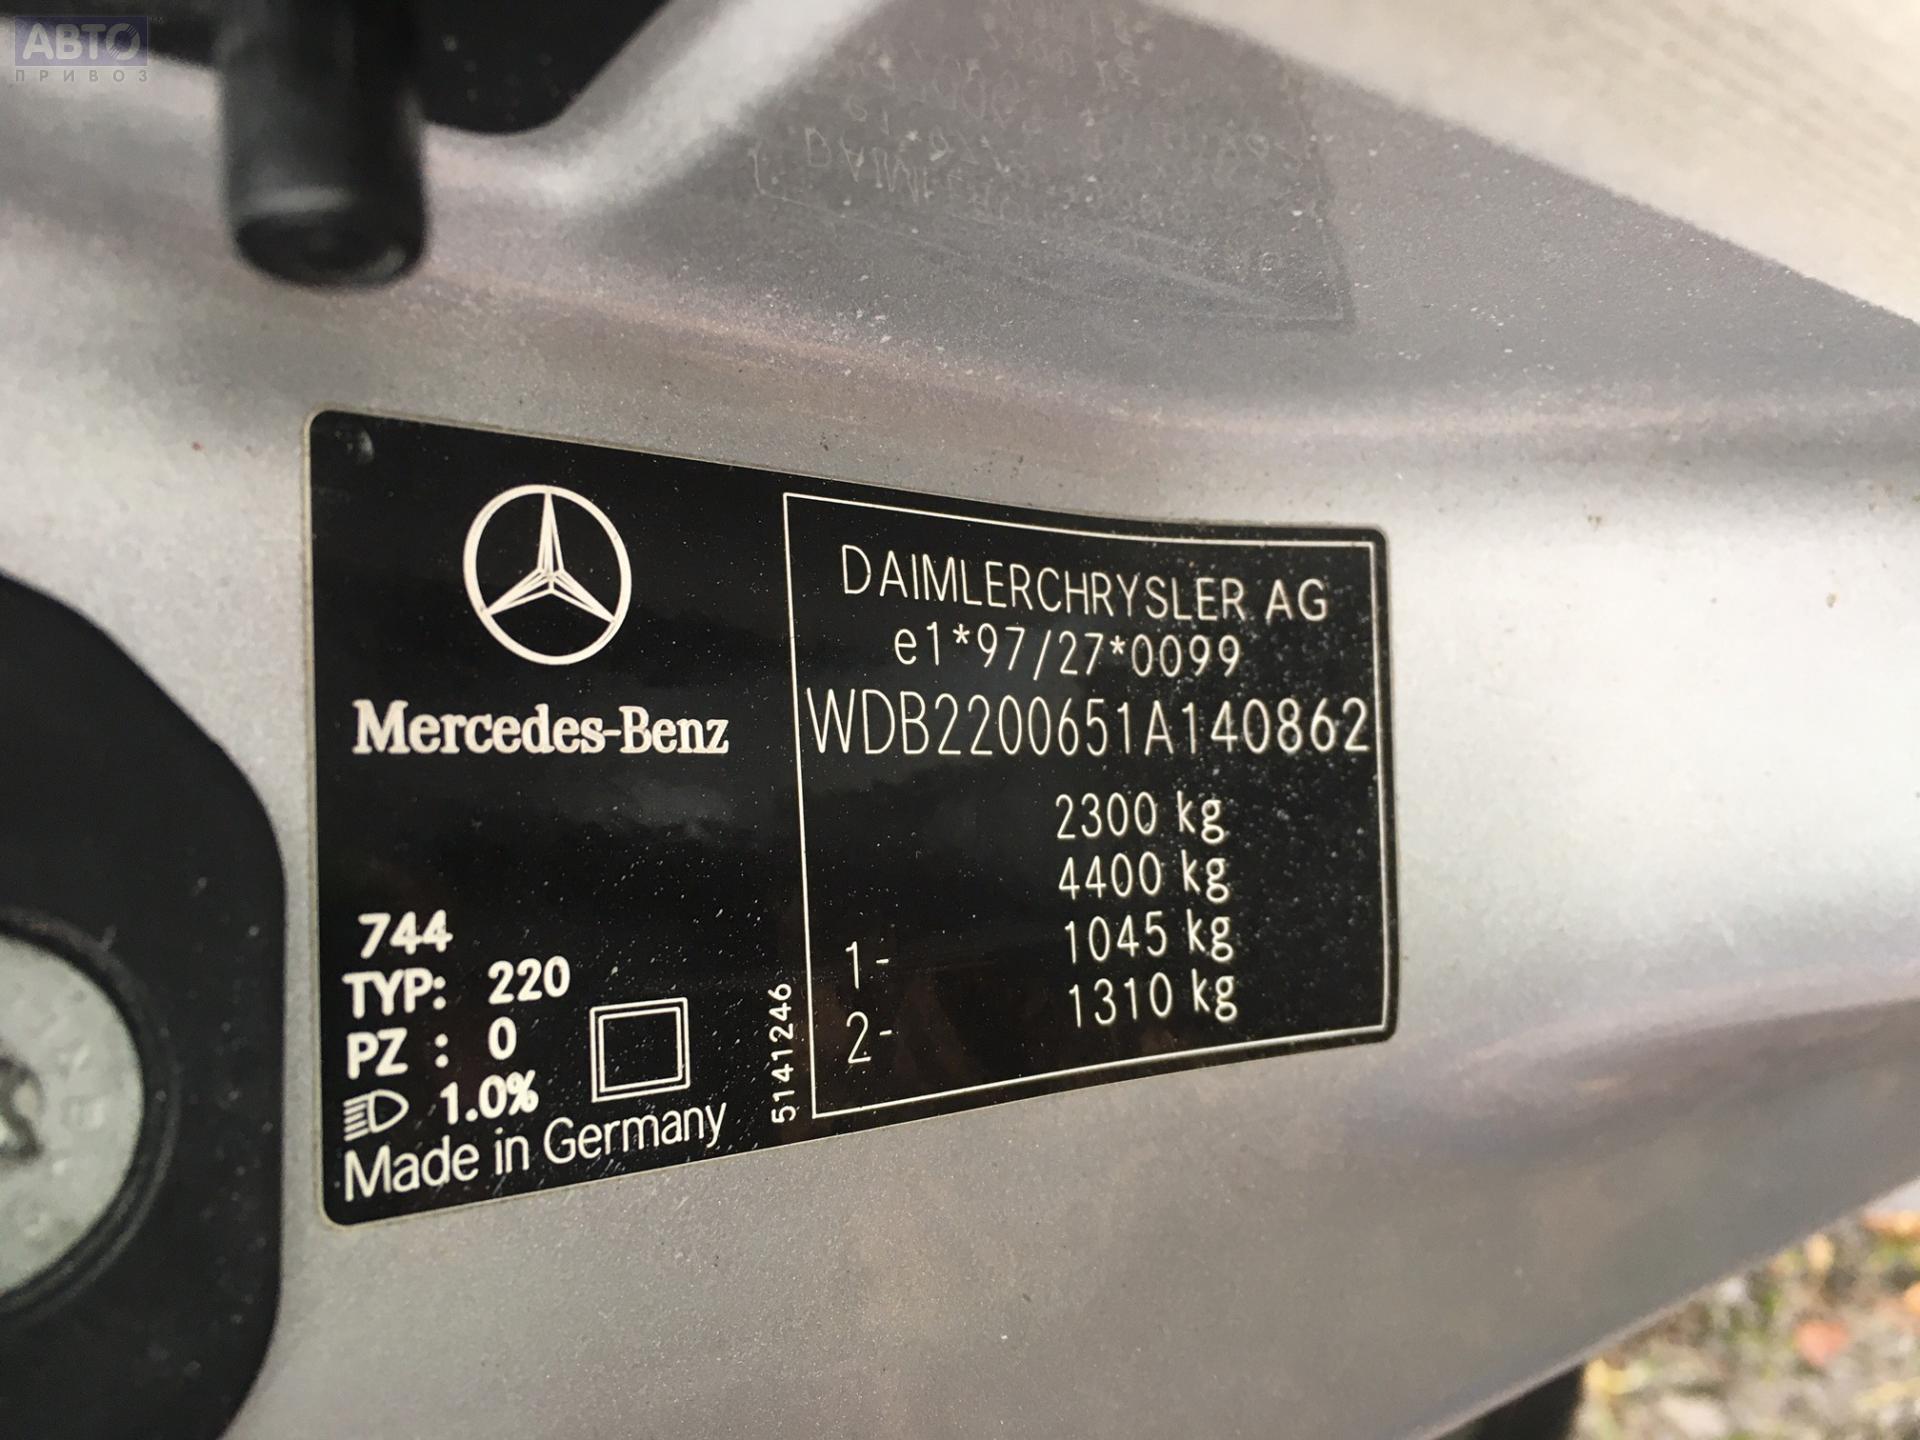 АВТО
ПРИВОЗ
Mercedes-Benz
744
TYP: 220
PZ : 0
1.0%
Made in Germany
5141246
DAIMLERCHRYSLER AG
e1*97/27*0099
WDB2200651A140862
2300 kg
4400 kg
1- 1045 kg
2- 1310 kg